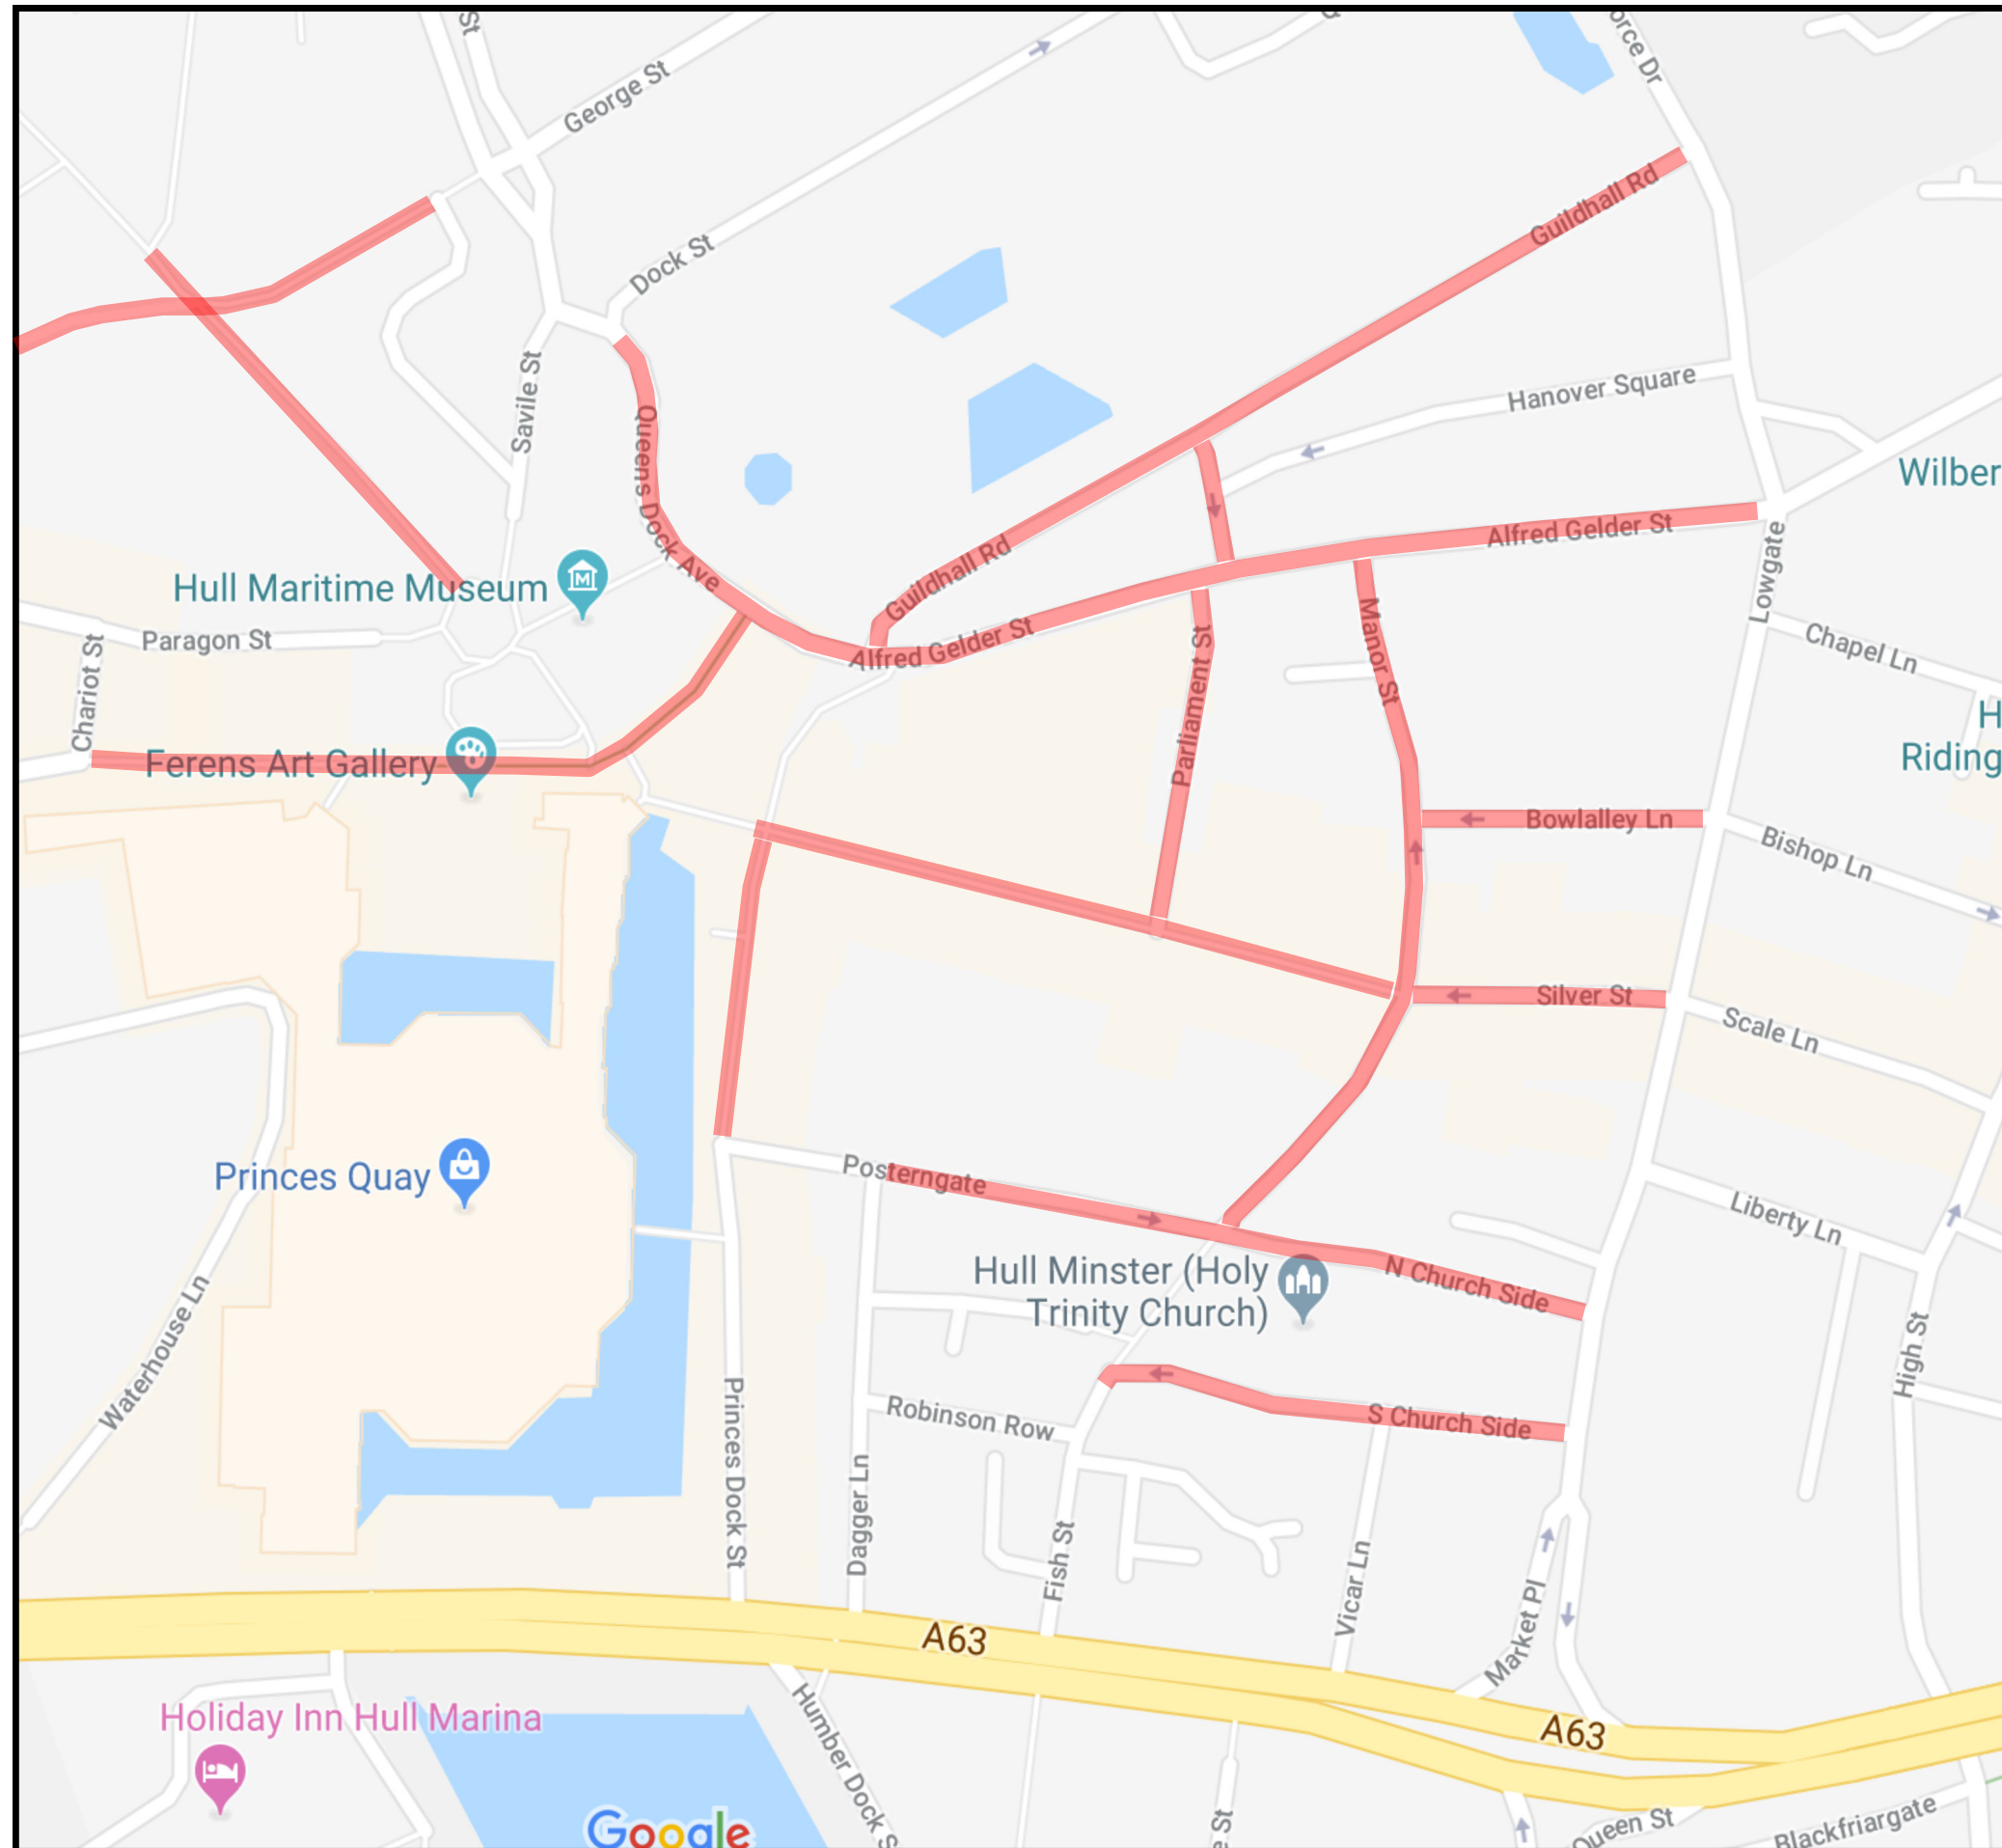 St
George St
orce Dr
Dock St
Guildhall Rd
Savile St
Hanover Square
Queens Dock Ave
Wilber
Alfred Gelder St
Guildhall Rd
Lowgate
Hull Maritime Museum
Paragon St
Chariot St
Alfred Gelder St
Manor St
Parliament St
Chapel Ln
H
Riding
Ferens Art Gallery
Bowlalley Ln
Bishop Ln
Silver St
Scale Ln
Princes Quay
Posterngate
Liberty Ln
Hull Minster (Holy
Trinity Church)
N Church Side
Waterhouse Ln
High St
Princes Dock St
Robinson Row
S Church Side
Dagger Ln
Fish St
Vicar Ln
Market Pl
A63
A63
Holiday Inn Hull Marina
Humber Dock S
Google
e St
Queen St
Blackfriargate